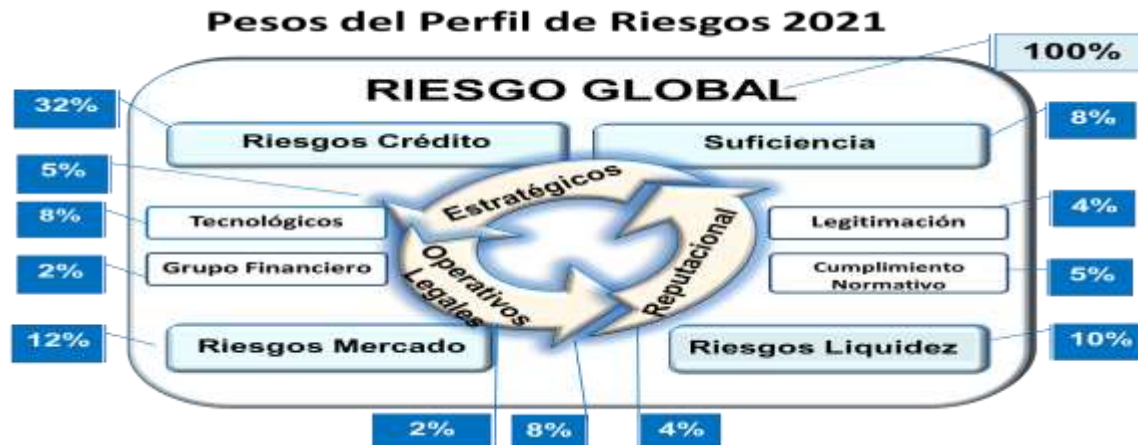 Pesos del Perfil de Riesgos 2021
100%
RIESGO GLOBAL
32%
Riesgos Crédito
Suficiencia
8%
5%
Estratégicos
8%
Tecnológicos
Legitimación
4%
2%
Grupo Financiero
Operativos
Legales
Reputacional
Cumplimiento
Normativo
5%
12%
Riesgos Mercado
Riesgos Liquidez
10%
2%
8%
4%